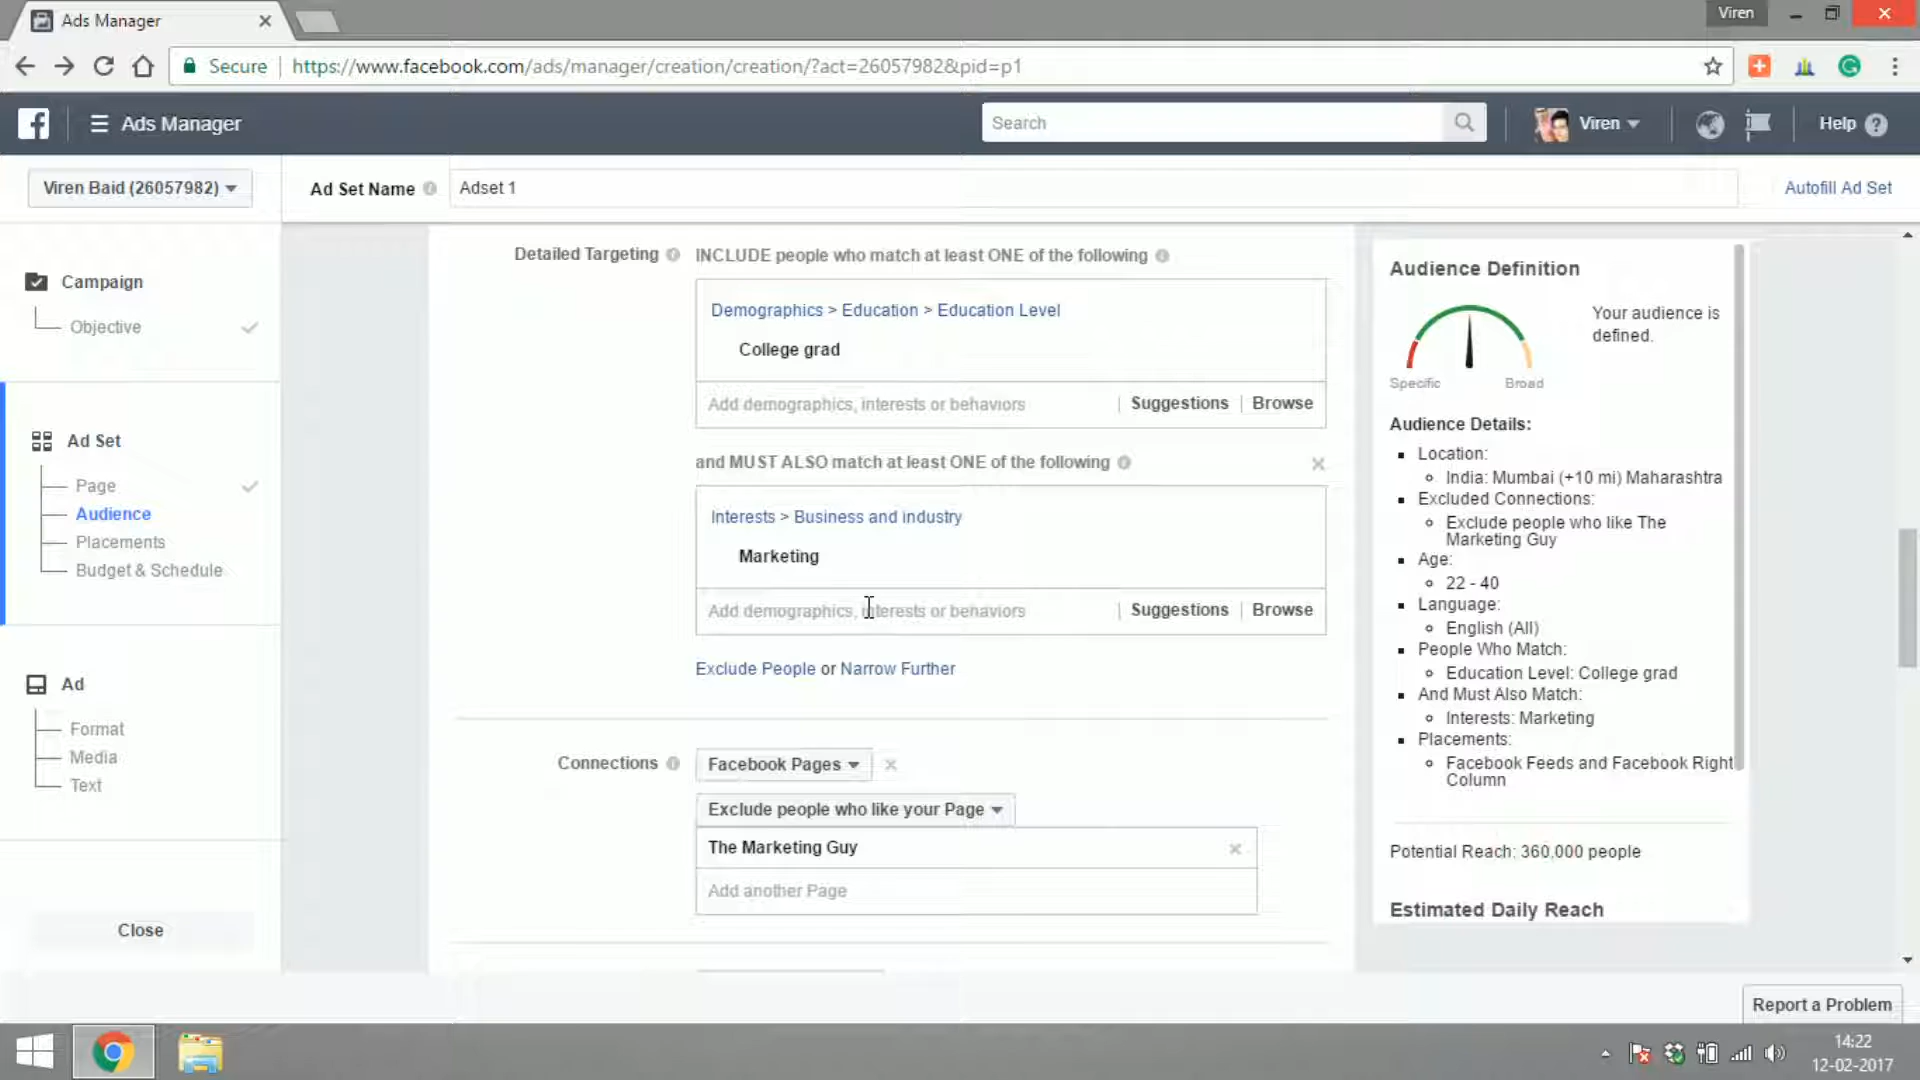 Ads Manager
Viren
Secure
https://www.facebook.com/ads/manager/creation/creation/?act=26057982&pid=p1
Ads Manager
Search
Viren
Help
Viren Baid (26057982)
Ad Set Name
Adset 1
Autofill Ad Set
Campaign
Objective
Ad Set
Page
Audience
Placements
Budget & Schedule
Ad
Format
Media
Text
Close
Detailed Targeting
INCLUDE people who match at least ONE of the following
Demographics > Education > Education Level
College grad
Add demographics, interests or behaviors
Suggestions
Browse
and MUST ALSO match at least ONE of the following
Interests > Business and industry
Marketing
Add demographics, interests or behaviors
Suggestions
Browse
Exclude People or Narrow Further
Connections
Facebook Pages
Exclude people who like your Page
The Marketing Guy
Add another Page
Audience Definition
Your audience is
defined.
Specific
Broad
Audience Details:
Location:
India: Mumbai (+10 mi) Maharashtra
Excluded Connections:
Exclude people who like The
Marketing Guy
Age:
22 - 40
Language:
English (All)
People Who Match:
Education Level: College grad
And Must Also Match:
Interests: Marketing
Placements:
Facebook Feeds and Facebook Right
Column
Potential Reach: 360,000 people
Estimated Daily Reach
Report a Problem
14:22
12-02-2017